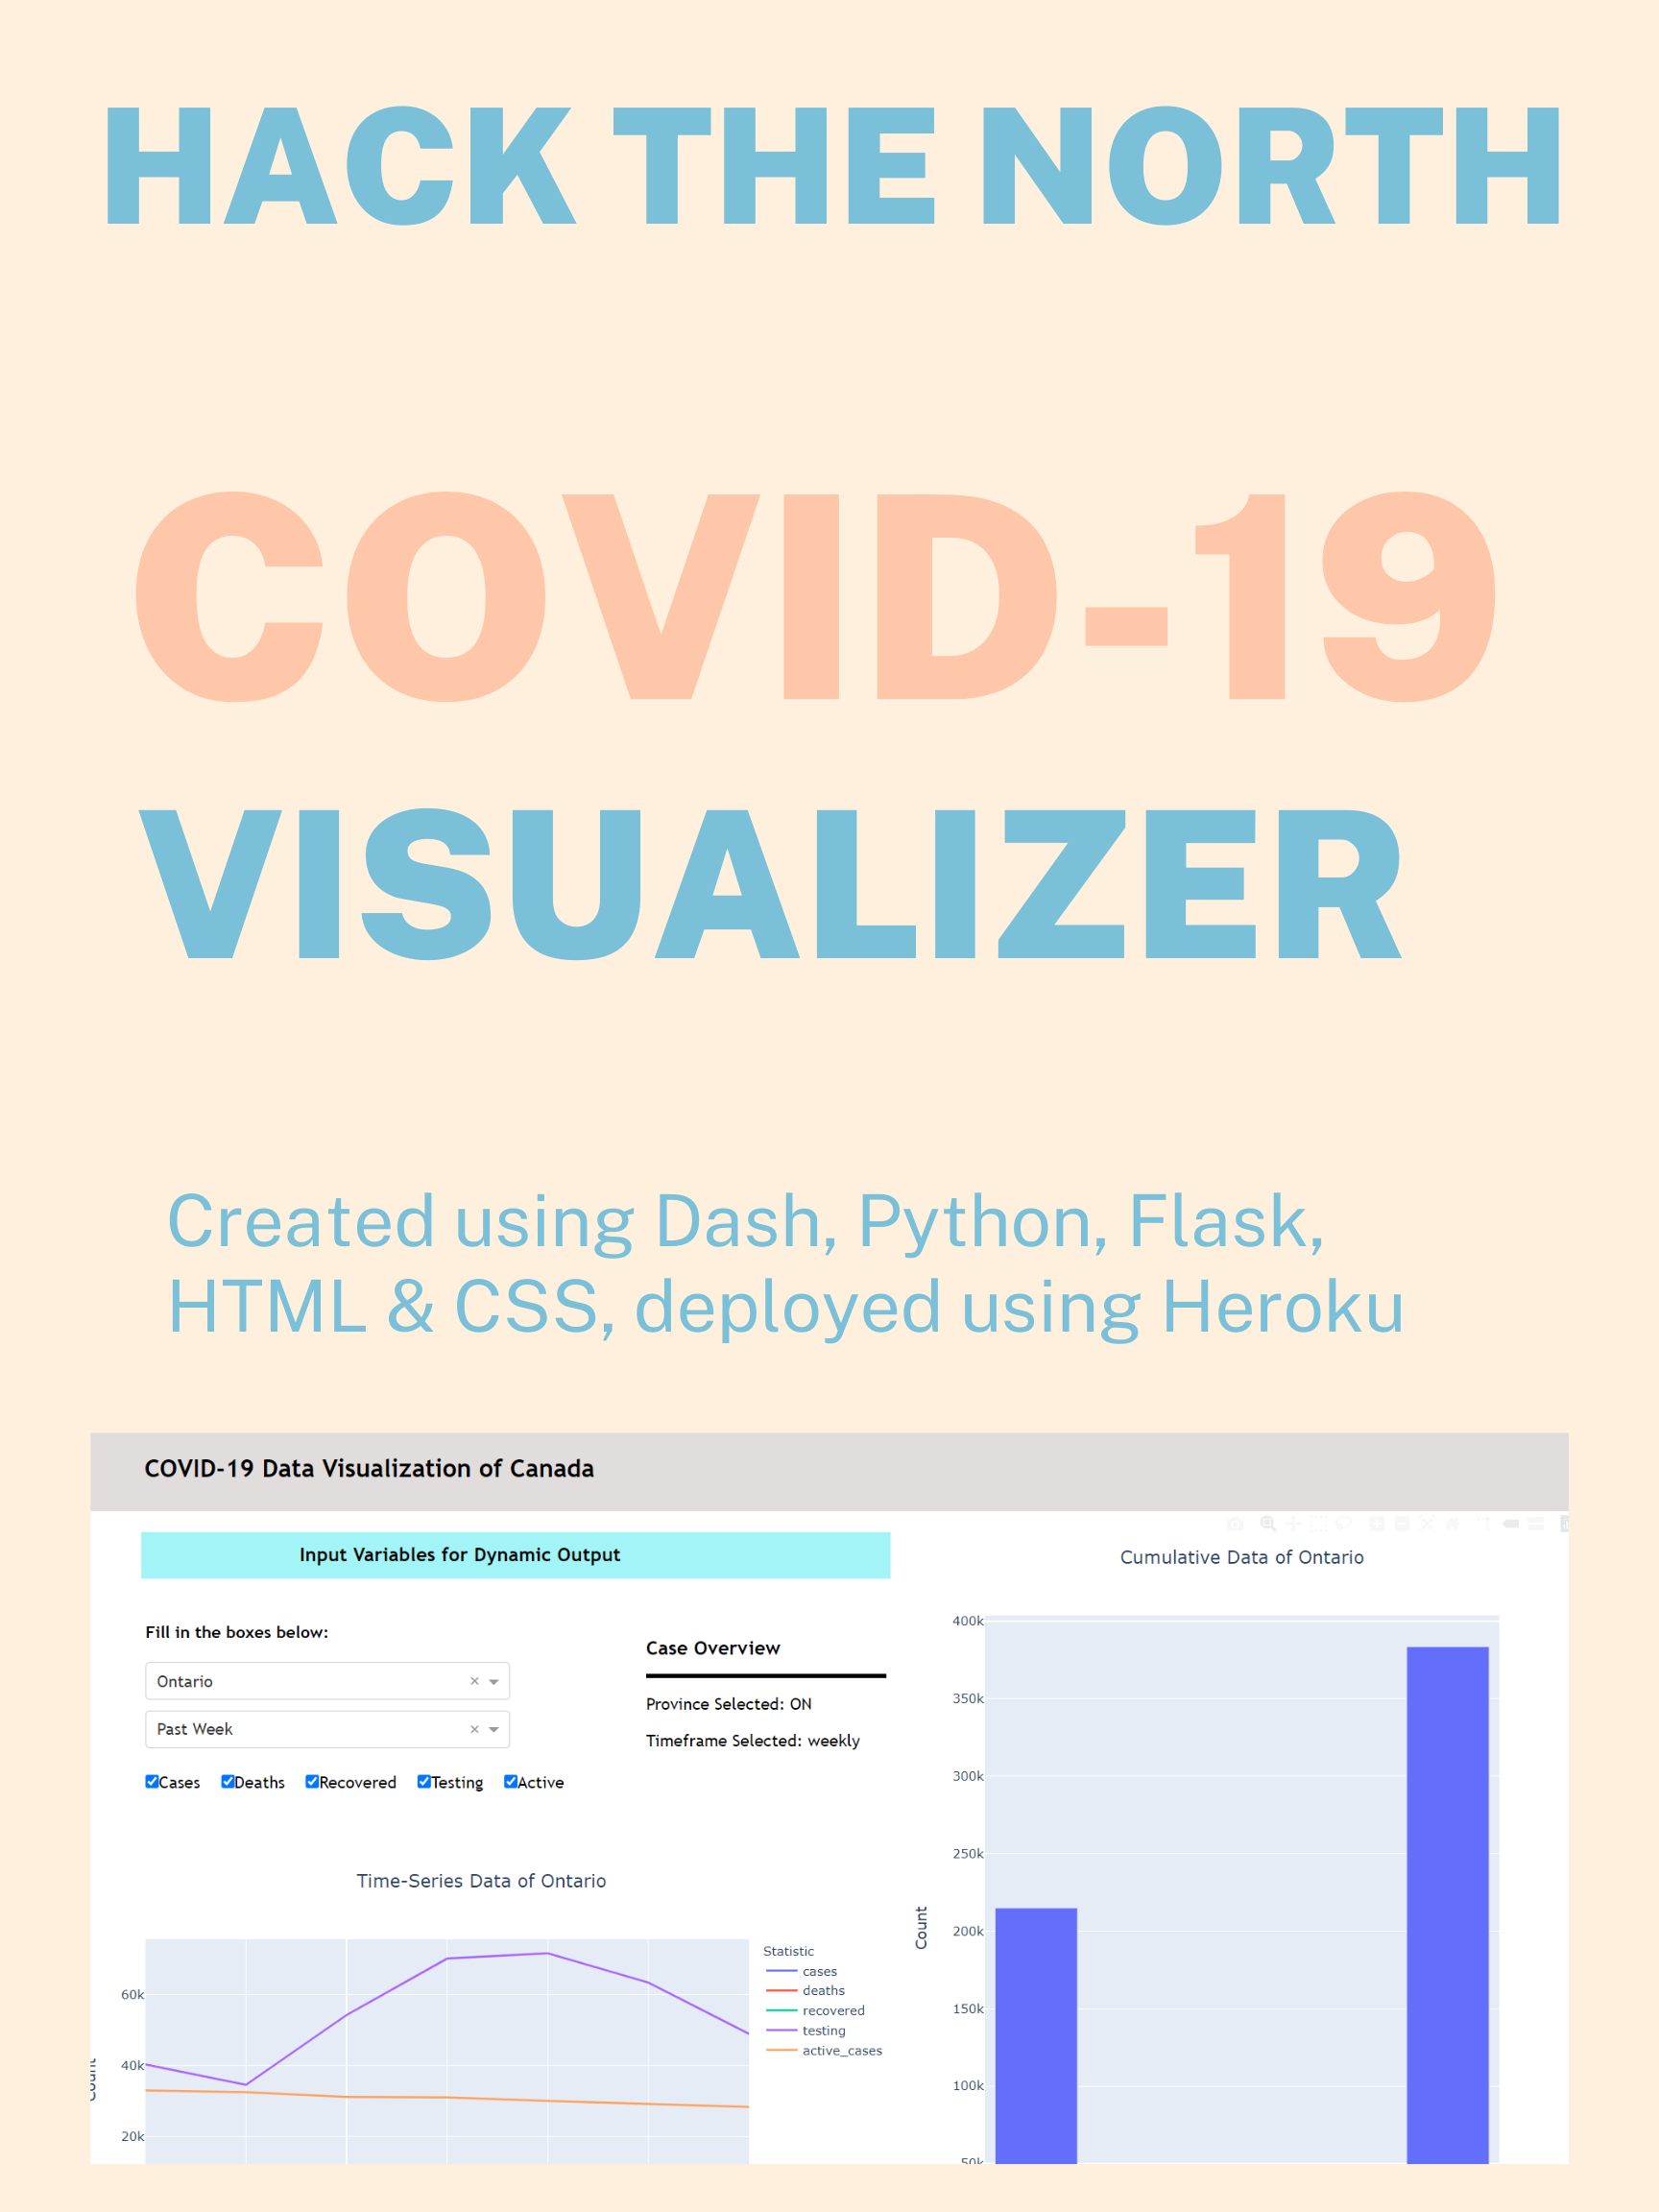 HACK THE NORTH
COVID-19
VISUALIZER
Created using Dash, Python, Flask,
HTML & CSS, deployed using Heroku
COVID-19 Data Visualization of Canada
Input Variables for Dynamic Output
Fill in the boxes below:
Ontario
Past Week
Cases Deaths Recovered Testing Active
Case Overview
Province Selected: ON
Timeframe Selected: weekly
Time-Series Data of Ontario
60k
40k
20k
Count
Statistic
cases
deaths
recovered
testing
active_cases
Cumulative Data of Ontario
400k
350k
300k
250k
200k
150k
100k
50k
Count